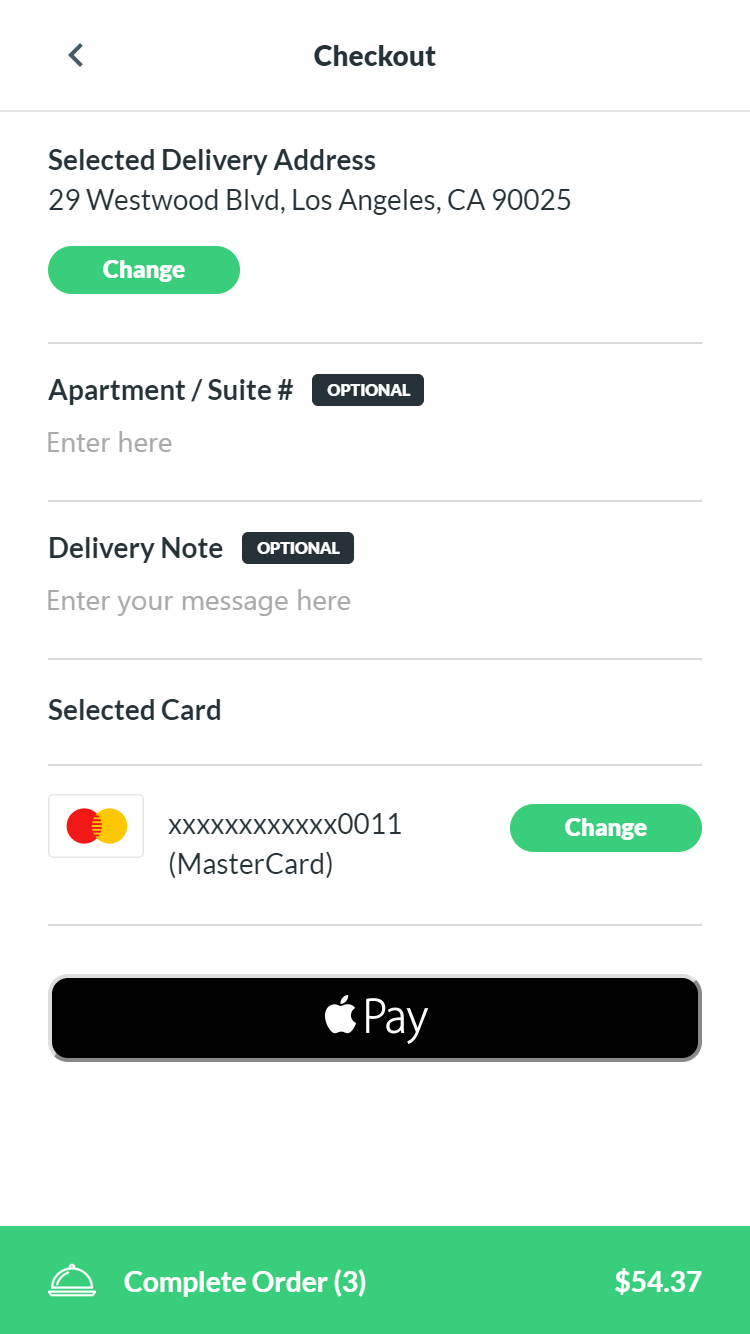 Checkout
Selected Delivery Address
29 Westwood Blvd, Los Angeles, CA 90025
Change
Apartment / Suite # OPTIONAL
Enter here
Delivery Note OPTIONAL
Enter your message here
Selected Card
xxxxxxxxxxxx0011
(MasterCard)
Change
Pay
Complete Order (3) $54.37